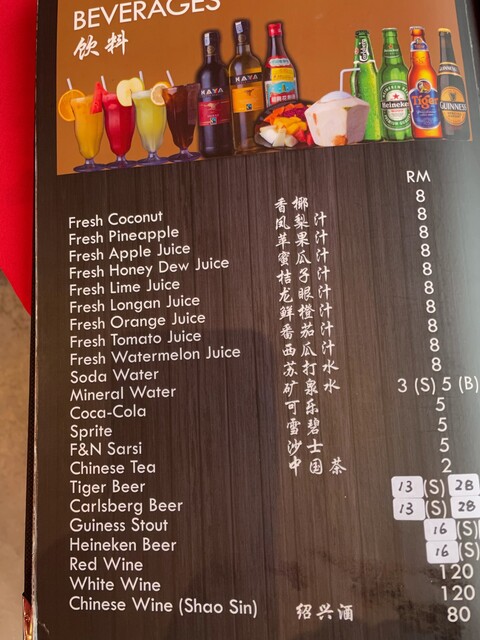 BEVERAGES
饮料
Carlsberg
Heineken
Tiger
GUINNESS
RM
Fresh Coconut 香椰 8
Fresh Pineapple 凤梨汁 8
Fresh Apple Juice 苹果汁 8
Fresh Honey Dew Juice 蜜瓜汁 8
Fresh Lime Juice 桔子汁 8
Fresh Longan Juice 龙眼汁 8
Fresh Orange Juice 鲜橙汁 8
Fresh Tomato Juice 番茄汁 8
Fresh Watermelon Juice 西瓜汁 8
Soda Water 苏打水 8
Mineral Water 矿泉水 3 (S) 5 (B)
Coca-Cola 可乐 5
Sprite 雪碧 5
F&N Sarsi 沙士 5
Chinese Tea 中国茶 2
Tiger Beer 13 (S) 28
Carlsberg Beer 13 (S) 28
Guiness Stout 16 (S)
Heineken Beer 16 (S)
Red Wine 120
White Wine 120
Chinese Wine (Shao Sin) 绍兴酒 80